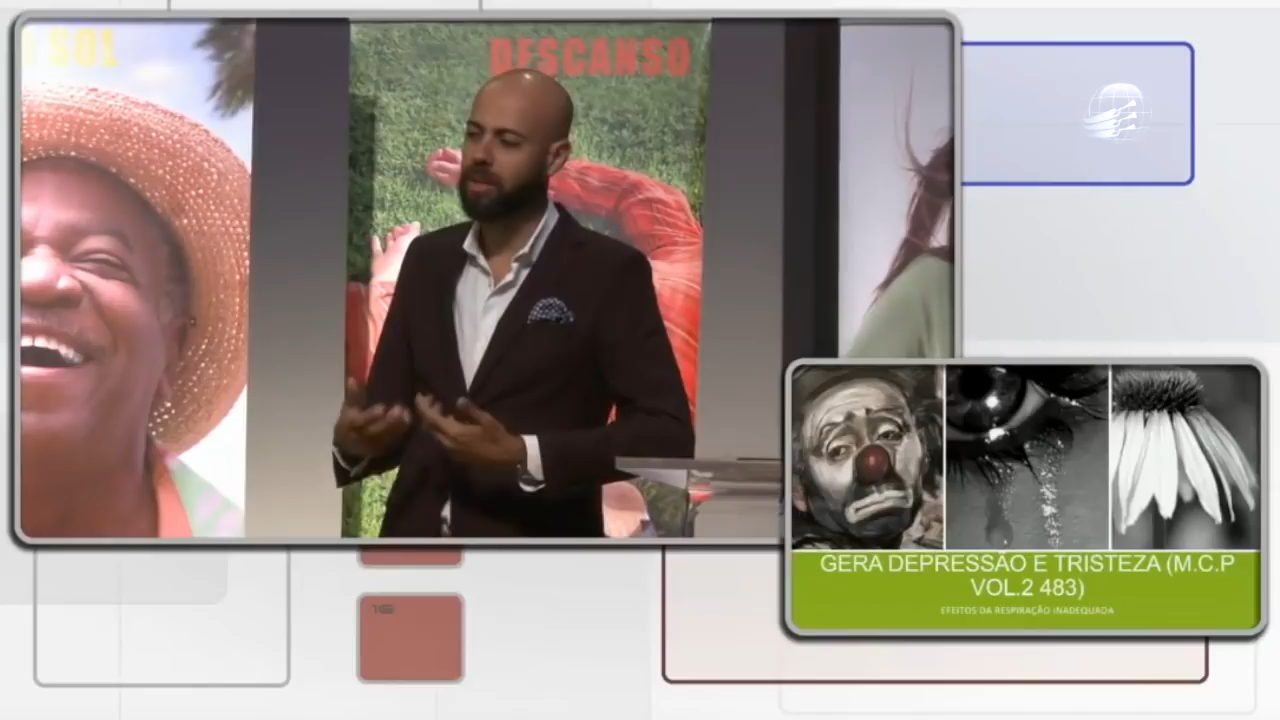 SOL
DESCANSO
GERA DEPRESSÃO E TRISTEZA (M.C.P
VOL.2 483)
EFEITOS DA RESPIRAÇÃO INADEQUADA